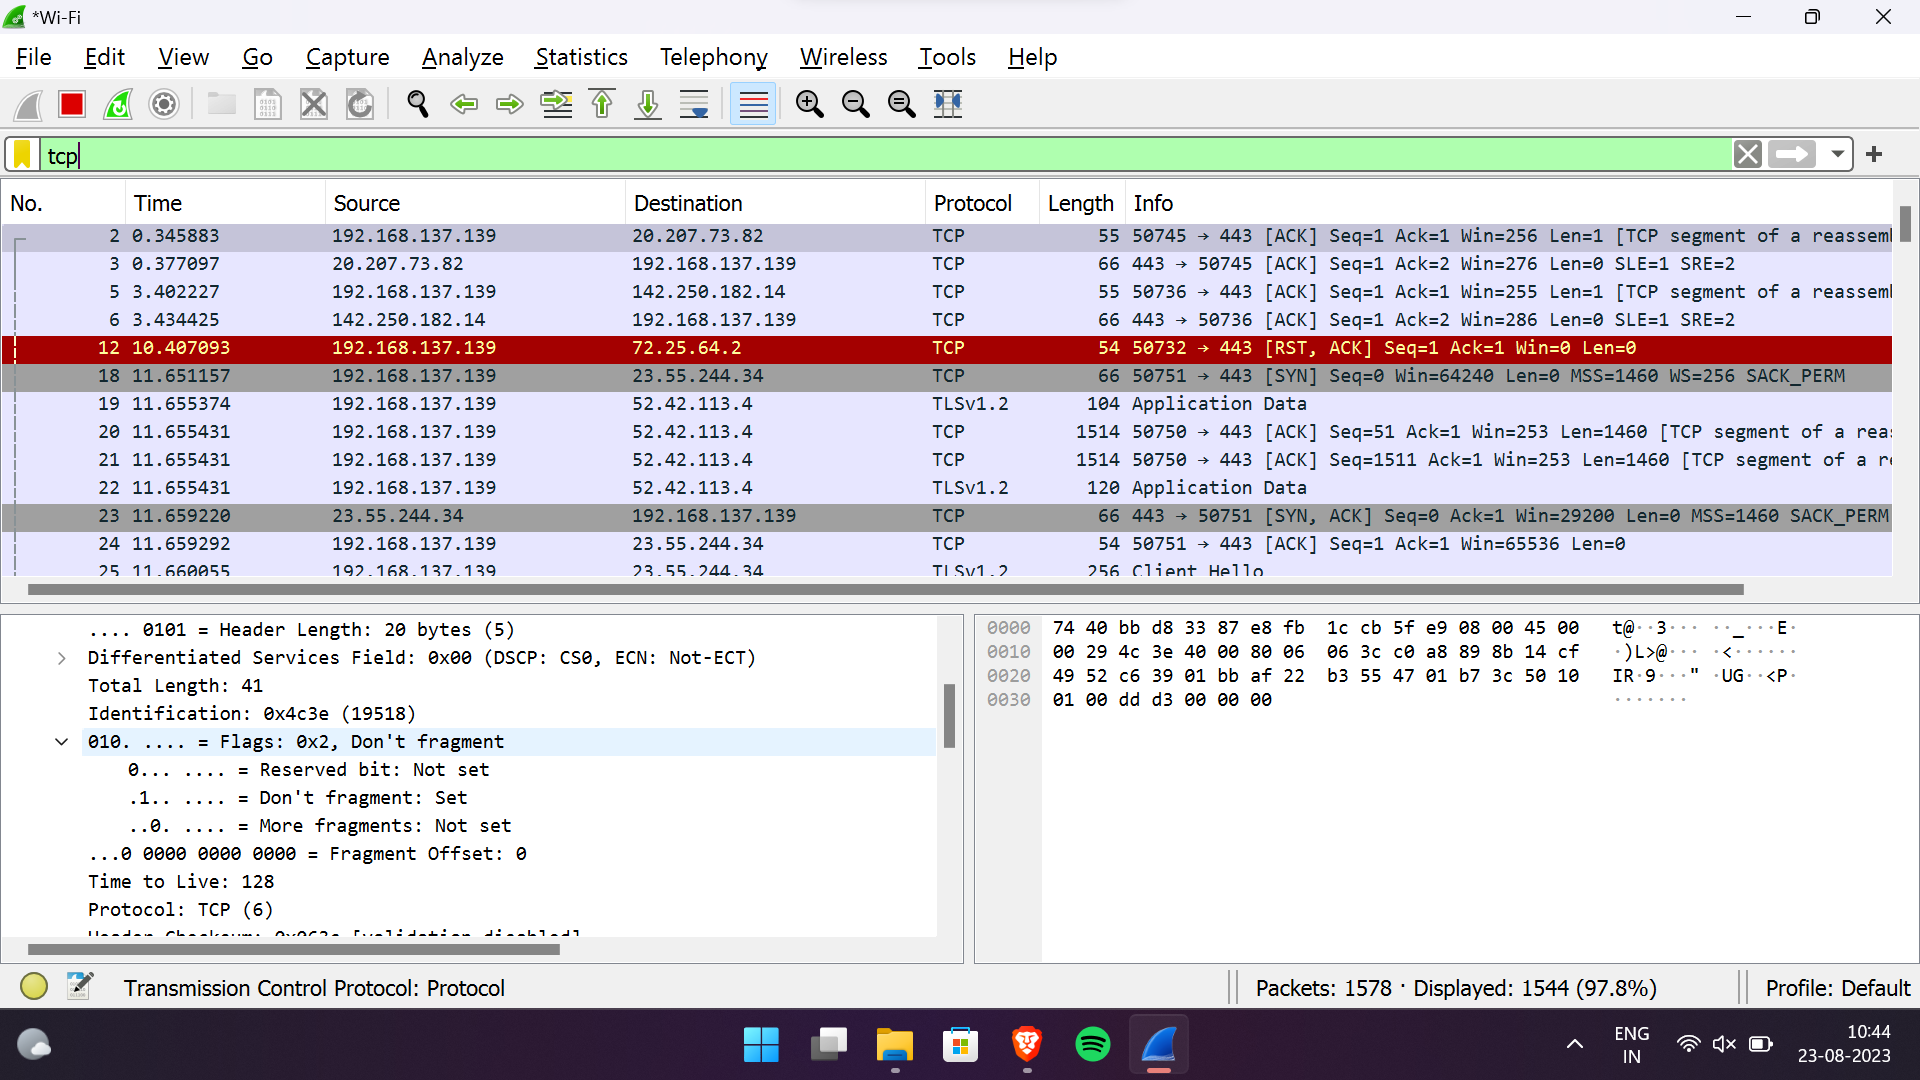 *Wi-Fi
File Edit View Go Capture Analyze Statistics Telephony Wireless Tools Help
tcp
No. Time Source Destination Protocol Length Info
2 0.345883 192.168.137.139 20.207.73.82 TCP 55 50745 → 443 [ACK] Seq=1 Ack=1 Win=256 Len=1 [TCP segment of a reassem
3 0.377097 20.207.73.82 192.168.137.139 TCP 66 443 → 50745 [ACK] Seq=1 Ack=2 Win=276 Len=0 SLE=1 SRE=2
5 3.402227 192.168.137.139 142.250.182.14 TCP 55 50736 → 443 [ACK] Seq=1 Ack=1 Win=255 Len=1 [TCP segment of a reassem
6 3.434425 142.250.182.14 192.168.137.139 TCP 66 443 → 50736 [ACK] Seq=1 Ack=2 Win=286 Len=0 SLE=1 SRE=2
12 10.407093 192.168.137.139 72.25.64.2 TCP 54 50732 → 443 [RST, ACK] Seq=1 Ack=1 Win=0 Len=0
18 11.651157 192.168.137.139 23.55.244.34 TCP 66 50751 → 443 [SYN] Seq=0 Win=64240 Len=0 MSS=1460 WS=256 SACK_PERM
19 11.655374 192.168.137.139 52.42.113.4 TLSv1.2 104 Application Data
20 11.655431 192.168.137.139 52.42.113.4 TCP 1514 50750 → 443 [ACK] Seq=51 Ack=1 Win=253 Len=1460 [TCP segment of a rea
21 11.655431 192.168.137.139 52.42.113.4 TCP 1514 50750 → 443 [ACK] Seq=1511 Ack=1 Win=253 Len=1460 [TCP segment of a r
22 11.655431 192.168.137.139 52.42.113.4 TLSv1.2 120 Application Data
23 11.659220 23.55.244.34 192.168.137.139 TCP 66 443 → 50751 [SYN, ACK] Seq=0 Ack=1 Win=29200 Len=0 MSS=1460 SACK_PERM
24 11.659292 192.168.137.139 23.55.244.34 TCP 54 50751 → 443 [ACK] Seq=1 Ack=1 Win=65536 Len=0
25 11.660055 192.168.137.139 23.55.244.34 TLSv1.2 256 Client Hello
.... 0101 = Header Length: 20 bytes (5)
Differentiated Services Field: 0x00 (DSCP: CS0, ECN: Not-ECT)
Total Length: 41
Identification: 0x4c3e (19518)
010. .... = Flags: 0x2, Don't fragment
0... .... = Reserved bit: Not set
.1.. .... = Don't fragment: Set
..0. .... = More fragments: Not set
...0 0000 0000 0000 = Fragment Offset: 0
Time to Live: 128
Protocol: TCP (6)
Header Checksum: 0x063c [validation disabled]
0000 74 40 bb d8 33 87 e8 fb 1c cb 5f e9 08 00 45 00 t@··3··· ··_···E·
0010 00 29 4c 3e 40 00 80 06 06 3c c0 a8 89 8b 14 cf ·)L>@··· ·<······
0020 49 52 c6 39 01 bb af 22 b3 55 47 01 b7 3c 50 10 IR·9···" ·UG··<P·
0030 01 00 dd d3 00 00 00 ·······
Transmission Control Protocol: Protocol
Packets: 1578 · Displayed: 1544 (97.8%)
Profile: Default
ENG
IN
10:44
23-08-2023